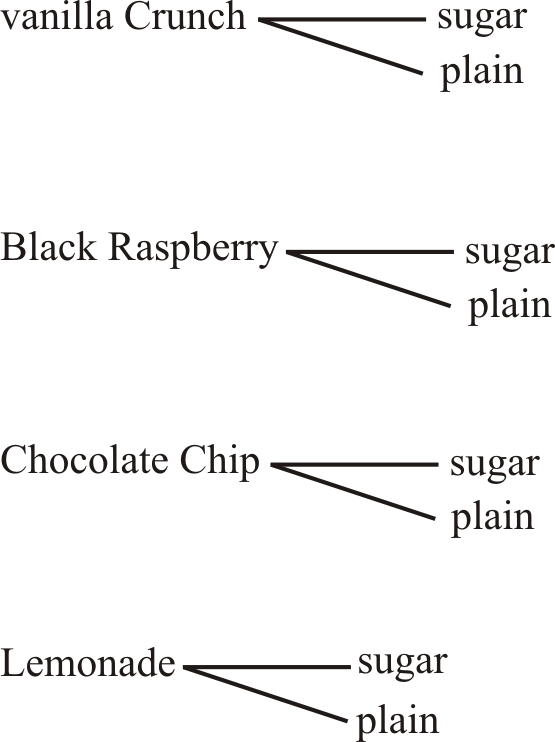 vanilla Crunch sugar
plain
Black Raspberry sugar
plain
Chocolate Chip sugar
plain
Lemonade sugar
plain